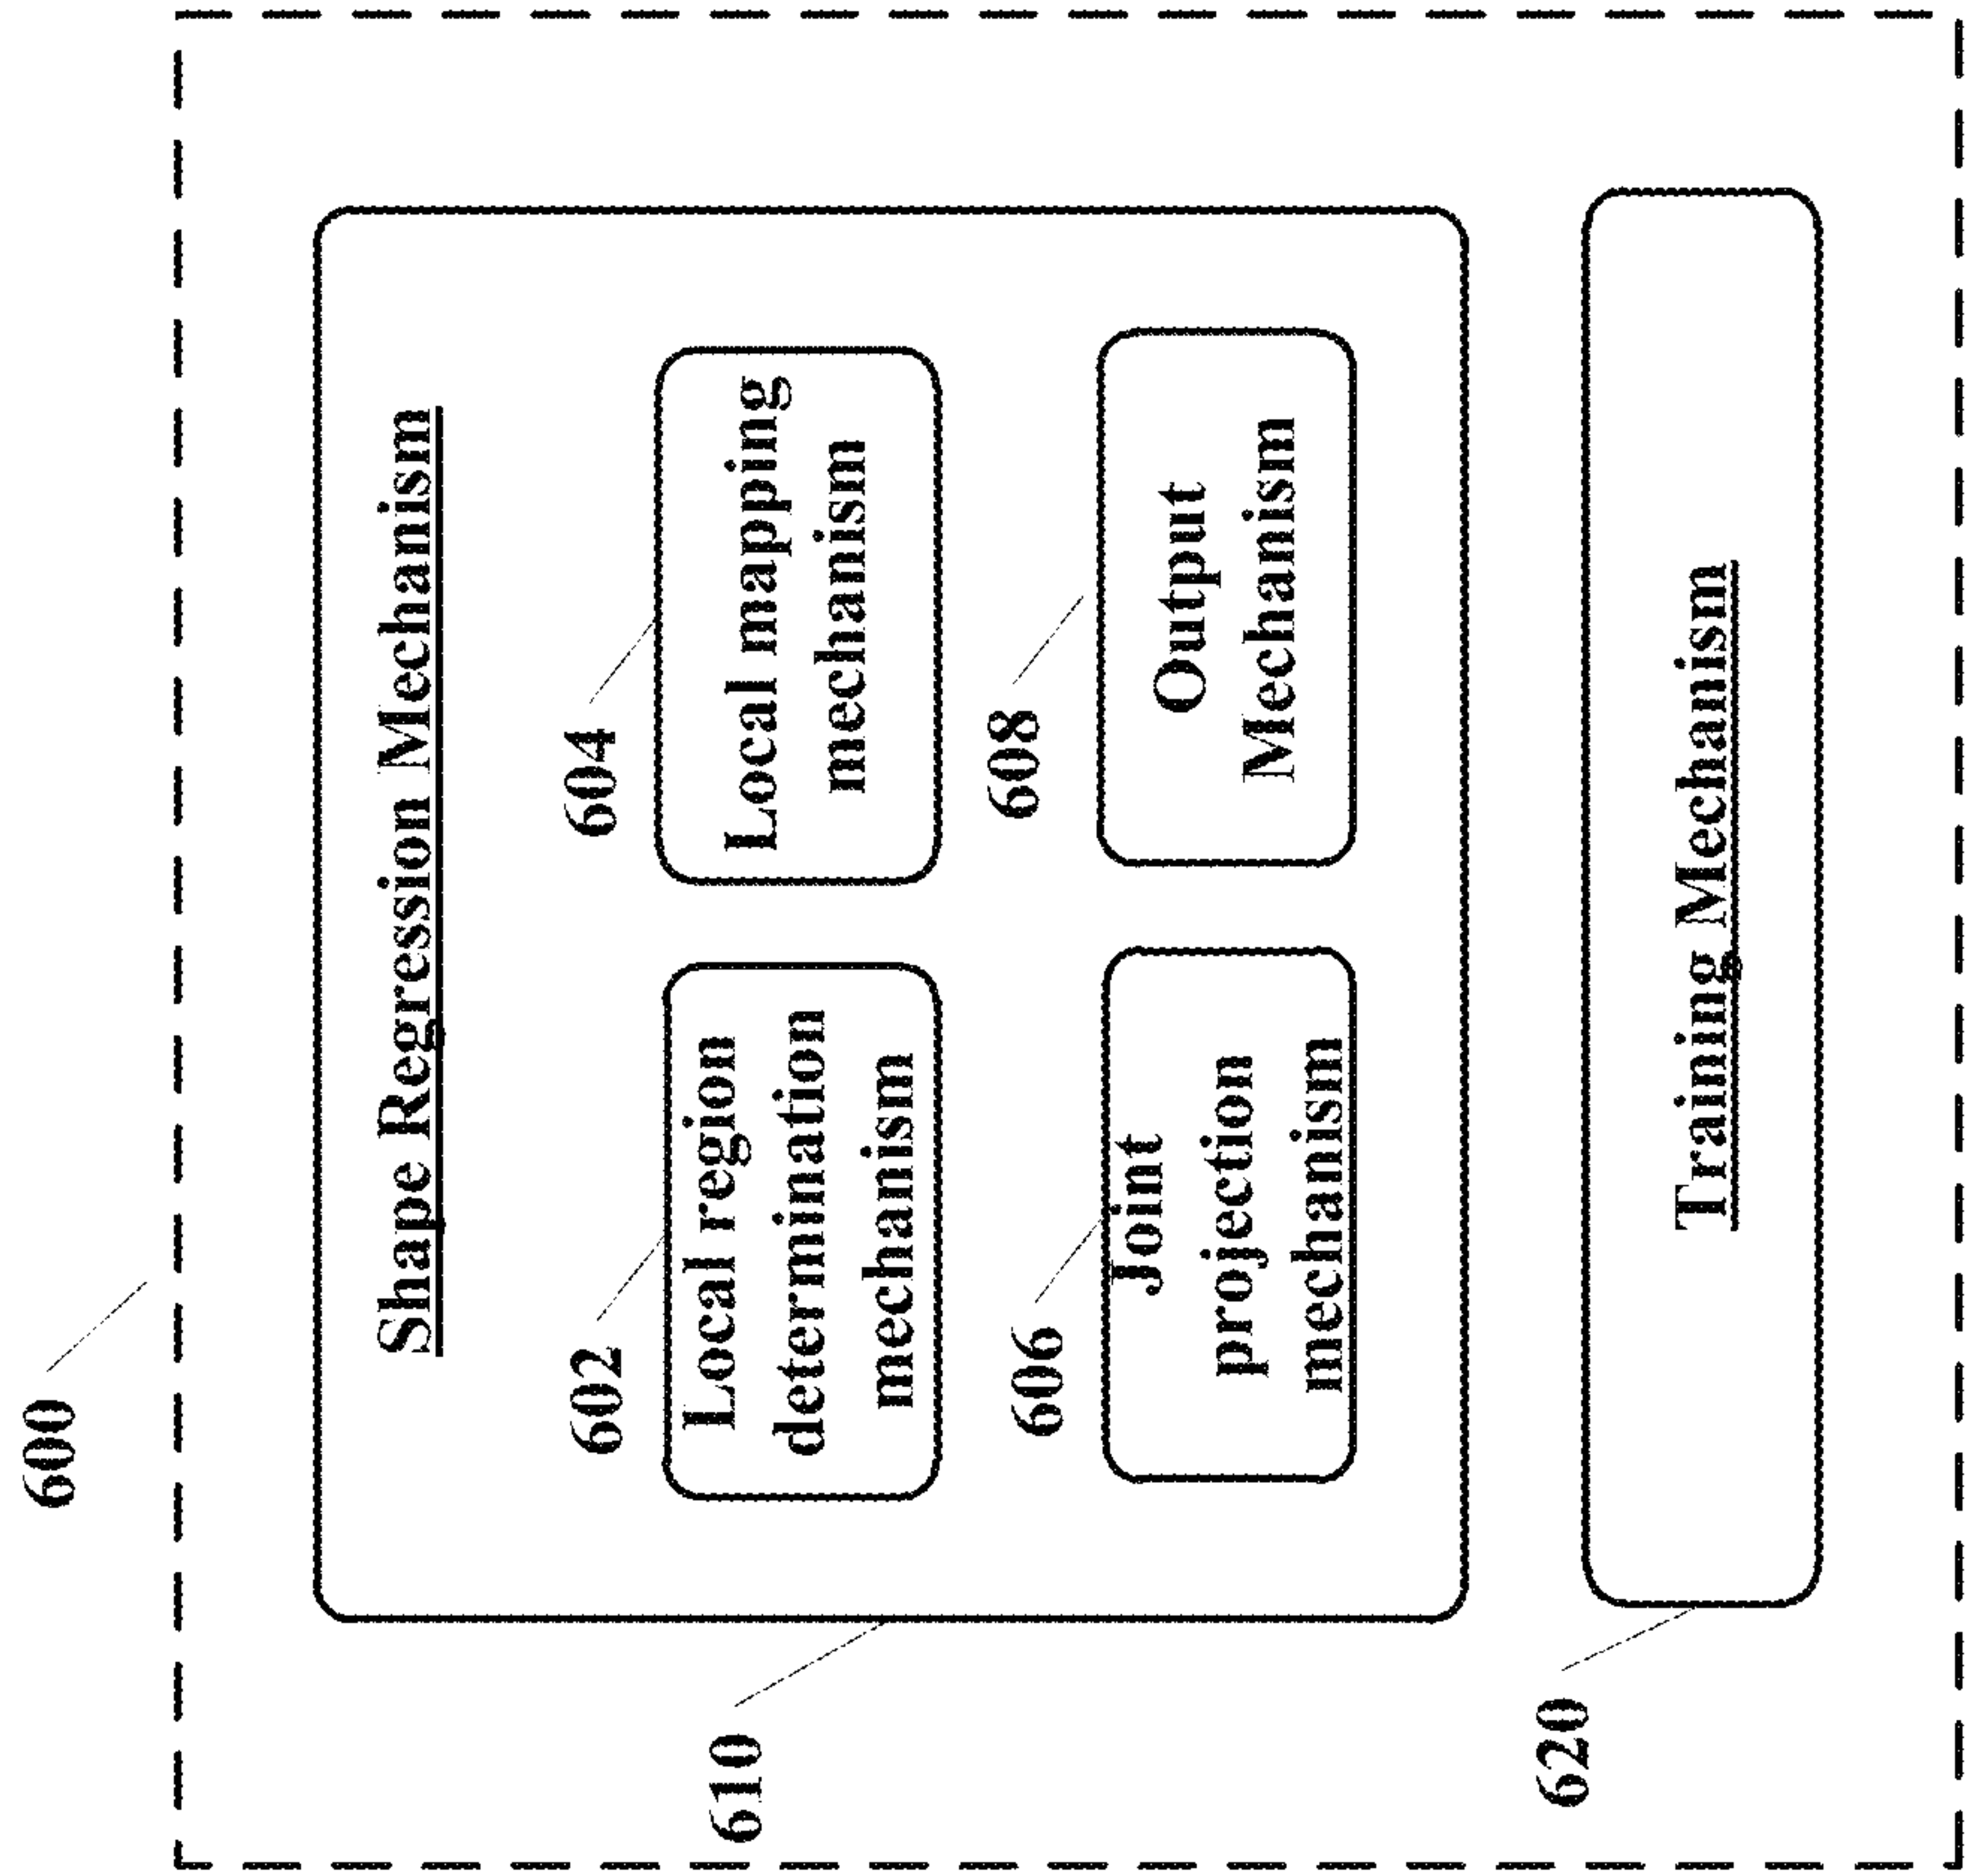 600
Shape Regression Mechanism
602
Local region
determination
mechanism
604
Local mapping
mechanism
606
Joint
projection
mechanism
608
Output
Mechanism
610
Training Mechanism
620